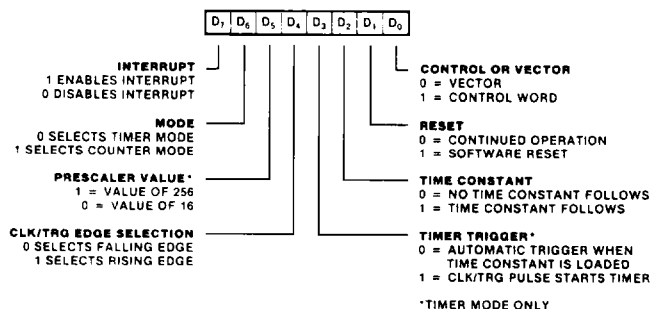 D7 D6 D5 D4 D3 D2 D1 D0
INTERRUPT
1 ENABLES INTERRUPT
0 DISABLES INTERRUPT
MODE
0 SELECTS TIMER MODE
1 SELECTS COUNTER MODE
PRESCALER VALUE*
1 = VALUE OF 256
0 = VALUE OF 16
CLK/TRG EDGE SELECTION
0 SELECTS FALLING EDGE
1 SELECTS RISING EDGE
CONTROL OR VECTOR
0 = VECTOR
1 = CONTROL WORD
RESET
0 = CONTINUED OPERATION
1 = SOFTWARE RESET
TIME CONSTANT
0 = NO TIME CONSTANT FOLLOWS
1 = TIME CONSTANT FOLLOWS
TIMER TRIGGER*
0 = AUTOMATIC TRIGGER WHEN
TIME CONSTANT IS LOADED
1 = CLK/TRG PULSE STARTS TIMER
*TIMER MODE ONLY